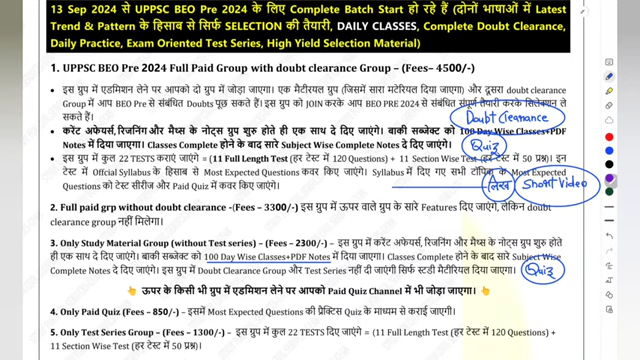 13 Sep 2024 से UPPSC BEO Pre 2024 के लिए Complete Batch Start हो रहे हैं (दोनों भाषाओं में Latest
Trend & Pattern के हिसाब से सिर्फ SELECTION की तैयारी, DAILY CLASSES, Complete Doubt Clearance,
Daily Practice, Exam Oriented Test Series, High Yield Selection Material)
1. UPPSC BEO Pre 2024 Full Paid Group with doubt clearance Group – (Fees– 4500/-)
• इस ग्रुप में एडमिशन लेने पर आपको दो ग्रुप में जोड़ा जाएगा। एक मैटीरियल ग्रुप (जिसमें सारा मटेरियल दिया जाएगा) और दूसरा doubt clearance
Group में आप BEO Pre से संबंधित Doubts पूछ सकते हैं। इस ग्रुप को JOIN करके आप BEO PRE 2024 से संबंधित संपूर्ण तैयारी करके सिलेक्शन ले
सकते हैं।
Doubt Clearance
• करेंट अफेयर्स, रिजनिंग और मैथ्स के नोट्स ग्रुप शुरू होते ही एक साथ दे दिए जाएंगे। बाकी सब्जेक्ट को 100 Day Wise Classes+PDF
Notes में दिया जाएगा। Classes Complete होने के बाद सारे Subject Wise Complete Notes दे दिए जाएंगे।
Quiz
• इस ग्रुप में कुल 22 TESTS कराएं जाएंगे = (11 Full Length Test (हर टेस्ट में 120 Questions) + 11 Section Wise Test (हर टेस्ट में 50 प्रश्न)। इन
टेस्ट में Official Syllabus के हिसाब से Most Expected Questions कवर किए जाएंगे। Syllabus में दिए गए सभी टॉपिक के Most Expected
Questions को टेस्ट सीरीज और Paid Quiz में कवर किए जाएंगे।
Short Video
2. Full paid grp without doubt clearance -(Fees – 3300/-) इस ग्रुप में ऊपर वाले ग्रुप के सारे Features दिए जाएंगे, लेकिन doubt
clearance group नहीं मिलेगा।
3. Only Study Material Group (without Test series) – (Fees -2300/-) – इस ग्रुप में करेंट अफेयर्स, रिजनिंग और मैथ्स के नोट्स ग्रुप शुरू होते
ही एक साथ दे दिए जाएंगे। बाकी सब्जेक्ट को 100 Day Wise Classes+PDF Notes में दिया जाएगा। Classes Complete होने के बाद सारे Subject Wise
Complete Notes दे दिए जाएंगे। इस ग्रुप में Doubt Clearance Group और Test Series नहीं दी जाएंगी सिर्फ स्टडी मैटीरियल दिया जाएगा।
Quiz
ऊपर के किसी भी ग्रुप में एडमिशन लेने पर आपको Paid Quiz Channel में भी जोड़ा जाएगा।
4. Only Paid Quiz (Fees –850/-) – इसमें Most Expected Questions की प्रैक्टिस Quiz के माध्यम से कराई जाएगी।
5. Only Test Series Group – (Fees –1300/-) – इस ग्रुप में कुल 22 TESTS दिए जाएंगे = (11 Full Length Test (हर टेस्ट में 120 Questions) +
11 Section Wise Test (हर टेस्ट में 50 प्रश्न)।